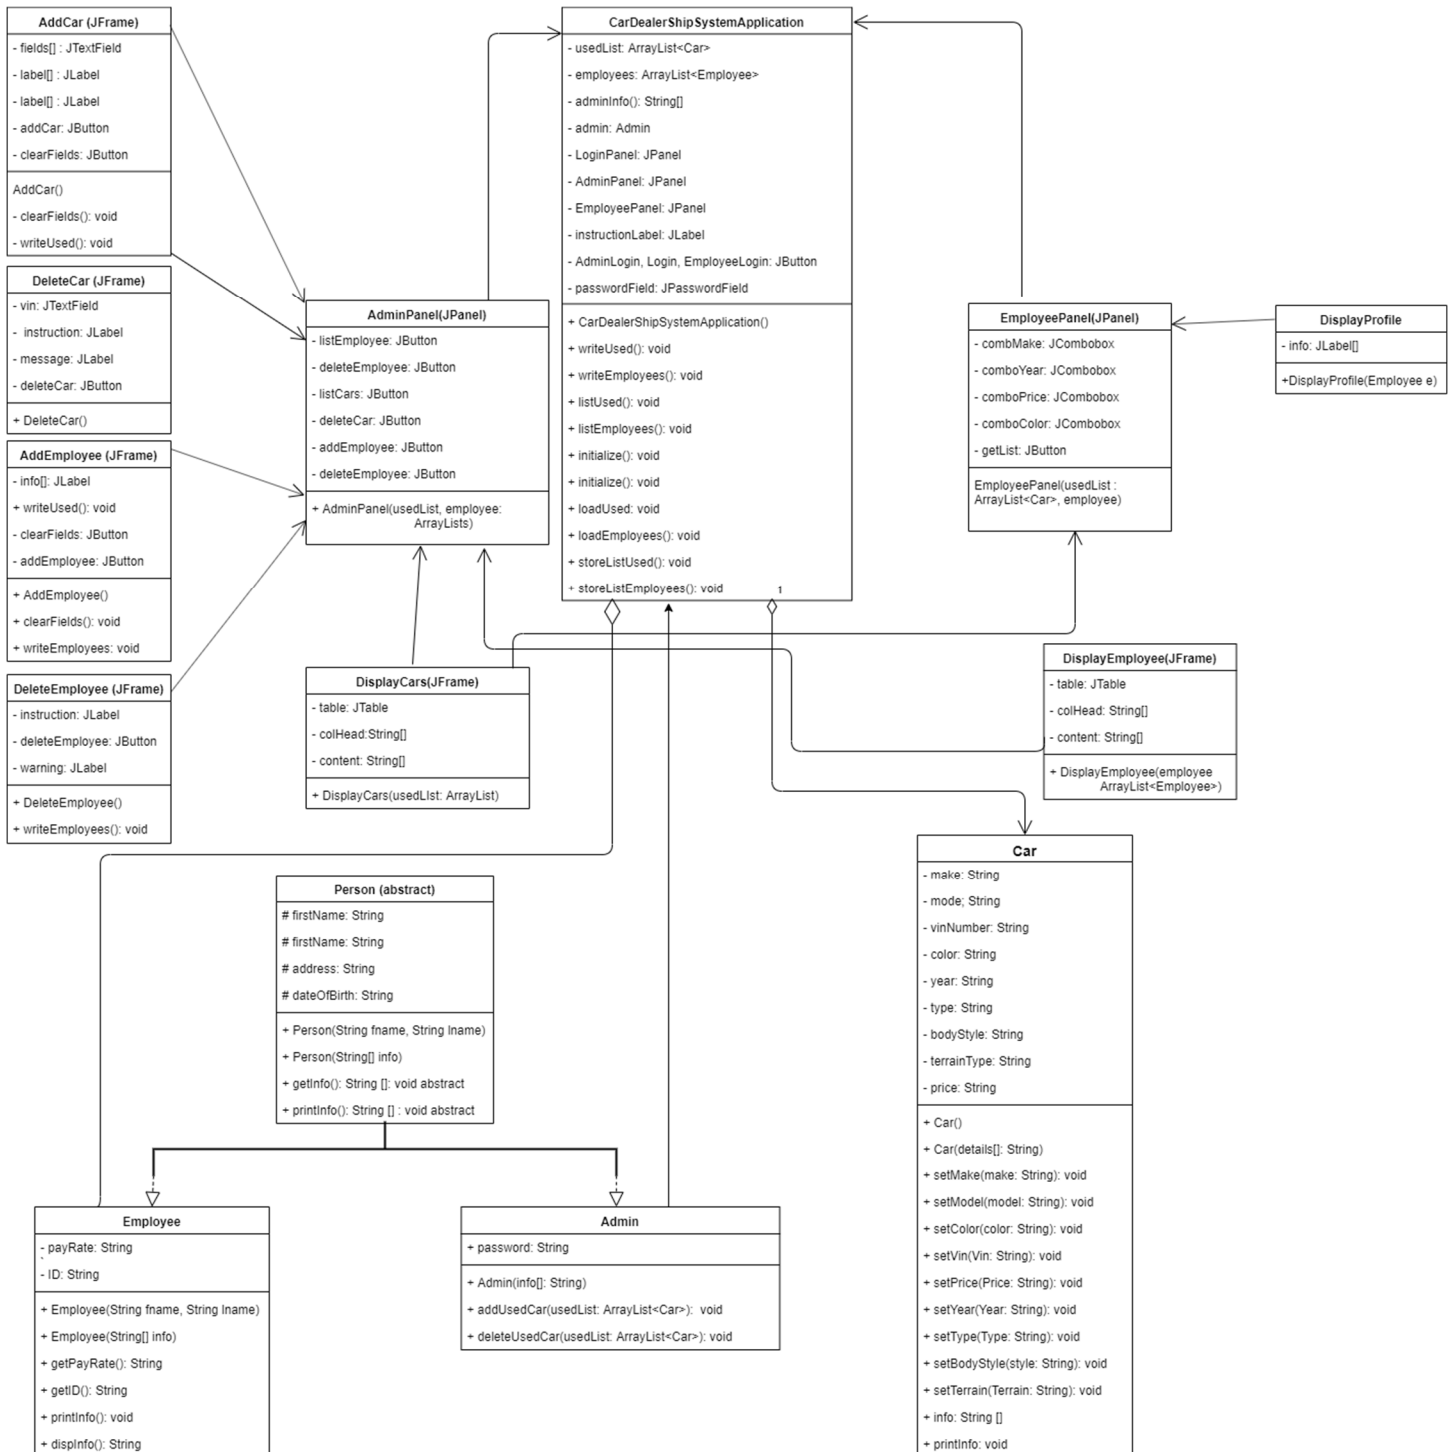 AddCar (JFrame)
- fields[] : JTextField
- label[] : JLabel
- label[] : JLabel
- addCar: JButton
- clearFields: JButton
AddCar()
- clearFields(): void
- writeUsed(): void
DeleteCar (JFrame)
- vin: JTextField
- instruction: JLabel
- message: JLabel
- deleteCar: JButton
+ DeleteCar()
AddEmployee (JFrame)
- info[]: JLabel
+ writeUsed(): void
- clearFields: JButton
- addEmployee: JButton
+ AddEmployee()
+ clearFields(): void
+ writeEmployees: void
DeleteEmployee (JFrame)
- instruction: JLabel
- deleteEmployee: JButton
- warning: JLabel
+ DeleteEmployee()
+ writeEmployees(): void
AdminPanel(JPanel)
- listEmployee: JButton
- deleteEmployee: JButton
- listCars: JButton
- deleteCar: JButton
- addEmployee: JButton
- deleteEmployee: JButton
+ AdminPanel(usedList, employee:
ArrayLists)
CarDealerShipSystemApplication
- usedList: ArrayList<Car>
- employees: ArrayList<Employee>
- adminInfo(): String[]
- admin: Admin
- LoginPanel: JPanel
- AdminPanel: JPanel
- EmployeePanel: JPanel
- instructionLabel: JLabel
- AdminLogin, Login, EmployeeLogin: JButton
- passwordField: JPasswordField
+ CarDealerShipSystemApplication()
+ writeUsed(): void
+ writeEmployees(): void
+ listUsed(): void
+ listEmployees(): void
+ initialize(): void
+ initialize(): void
+ loadUsed: void
+ loadEmployees(): void
+ storeListUsed(): void
+ storeListEmployees(): void
1
EmployeePanel(JPanel)
- combMake: JCombobox
- comboYear: JCombobox
- comboPrice: JCombobox
- comboColor: JCombobox
- getList: JButton
EmployeePanel(usedList :
ArrayList<Car>, employee)
DisplayProfile
- info: JLabel[]
+DisplayProfile(Employee e)
DisplayCars(JFrame)
- table: JTable
- colHead:String[]
- content: String[]
+ DisplayCars(usedLIst: ArrayList)
DisplayEmployee(JFrame)
- table: JTable
- colHead: String[]
- content: String[]
+ DisplayEmployee(employee
ArrayList<Employee>)
Person (abstract)
# firstName: String
# firstName: String
# address: String
# dateOfBirth: String
+ Person(String fname, String lname)
+ Person(String[] info)
+ getInfo(): String []: void abstract
+ printInfo(): String [] : void abstract
Employee
- payRate: String
- ID: String
+ Employee(String fname, String lname)
+ Employee(String[] info)
+ getPayRate(): String
+ getID(): String
+ printInfo(): void
+ dispInfo(): String
Admin
+ password: String
+ Admin(info[]: String)
+ addUsedCar(usedList: ArrayList<Car>): void
+ deleteUsedCar(usedList: ArrayList<Car>): void
Car
- make: String
- mode; String
- vinNumber: String
- color: String
- year: String
- type: String
- bodyStyle: String
- terrainType: String
- price: String
+ Car()
+ Car(details[]: String)
+ setMake(make: String): void
+ setModel(model: String): void
+ setColor(color: String): void
+ setVin(Vin: String): void
+ setPrice(Price: String): void
+ setYear(Year: String): void
+ setType(Type: String): void
+ setBodyStyle(style: String): void
+ setTerrain(Terrain: String): void
+ info: String []
+ printInfo: void